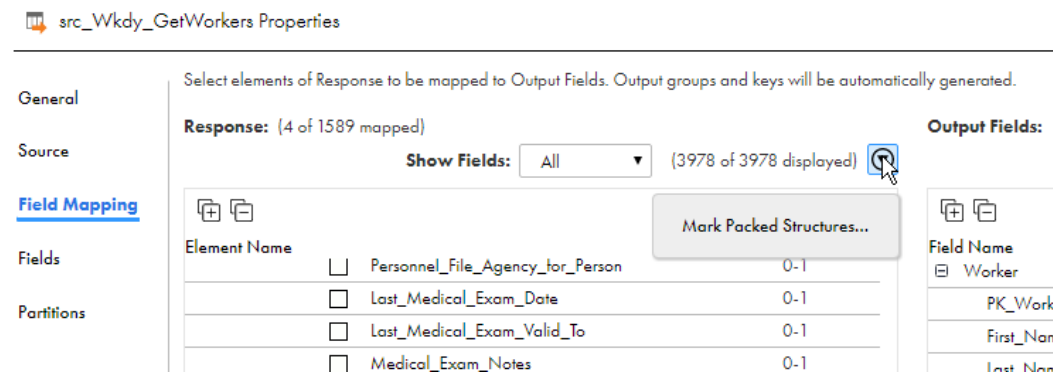 src_Wkdy_GetWorkers Properties
Select elements of Response to be mapped to Output Fields. Output groups and keys will be automatically generated.
General
Source
Field Mapping
Fields
Partitions
Response: (4 of 1589 mapped)
Show Fields: All (3978 of 3978 displayed)
Mark Packed Structures...
Element Name
Personnel_File_Agency_for_Person 0-1
Last_Medical_Exam_Date 0-1
Last_Medical_Exam_Valid_To 0-1
Medical_Exam_Notes 0-1
Output Fields:
Field Name
Worker
PK_Work
First_Nan
Last_Nan